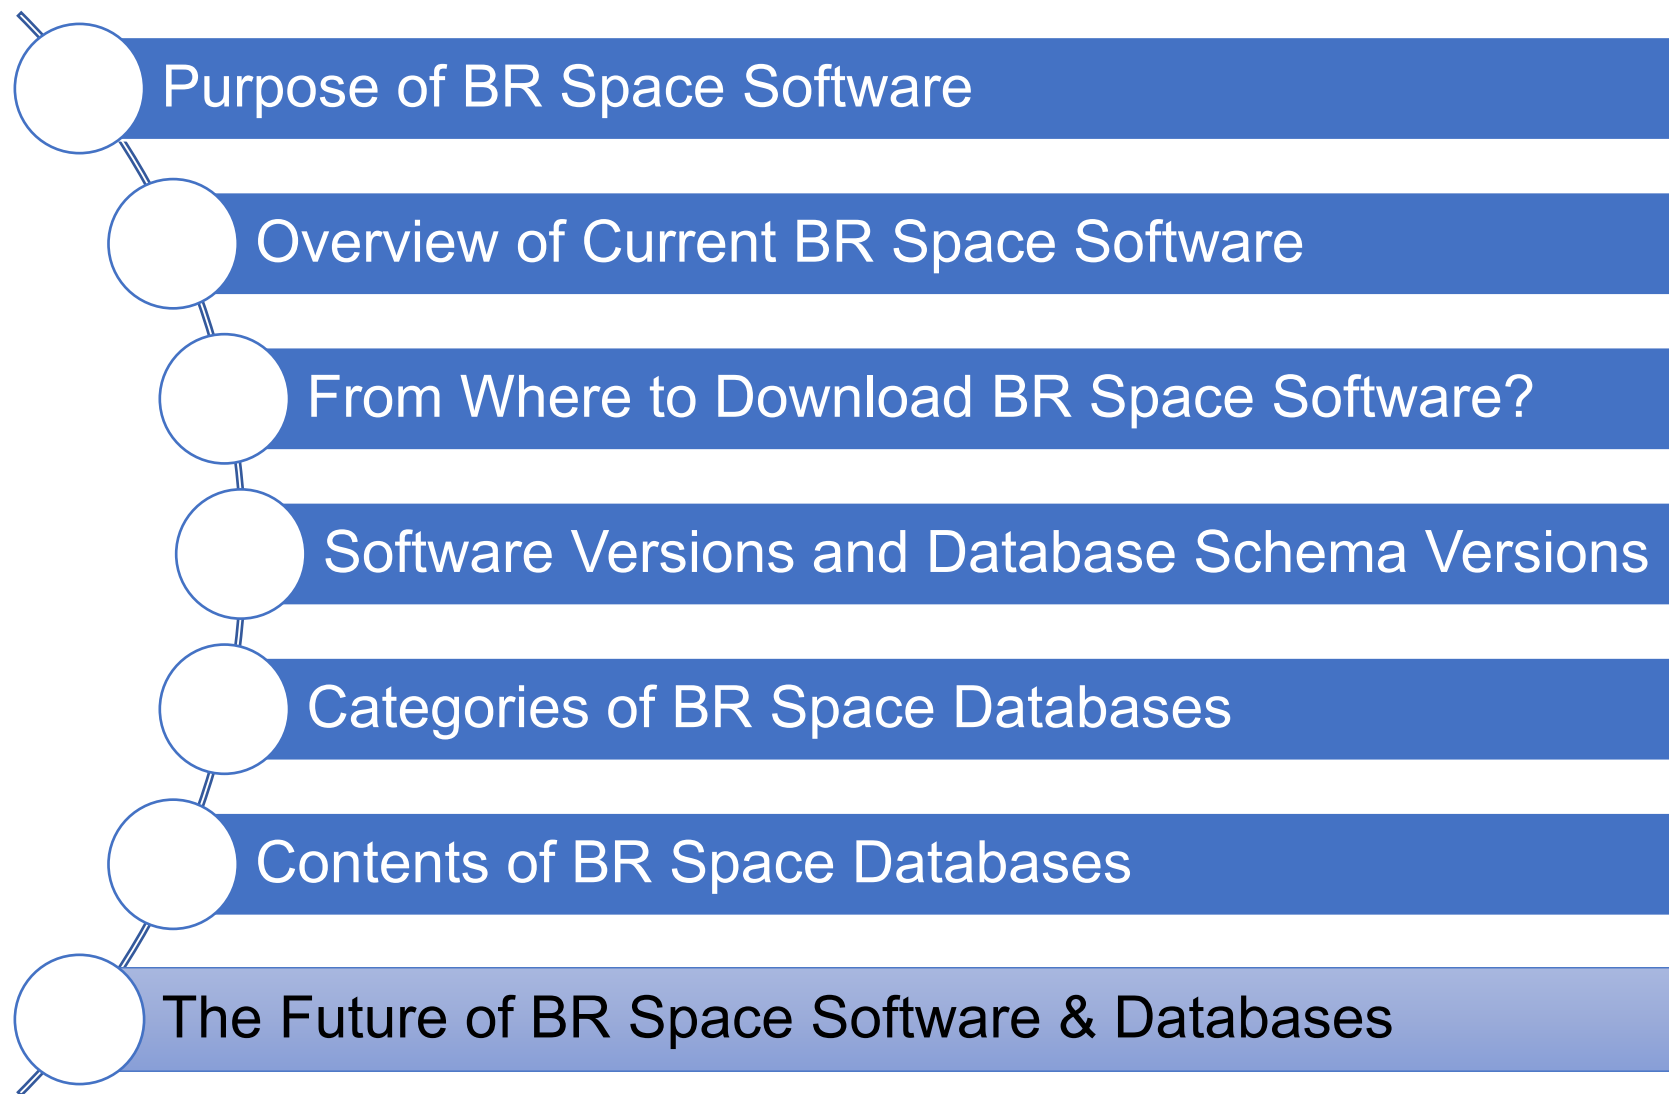 Purpose of BR Space Software
Overview of Current BR Space Software
From Where to Download BR Space Software?
Software Versions and Database Schema Versions
Categories of BR Space Databases
Contents of BR Space Databases
The Future of BR Space Software & Databases